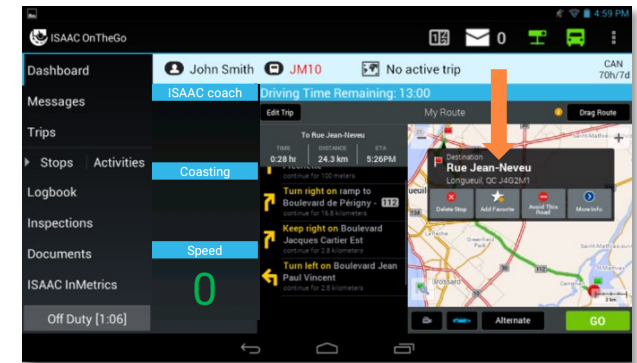 4:59 PM
ISAAC OnTheGo
0
Dashboard
John Smith
JM10
No active trip
CAN
70h/7d
Messages
ISAAC coach
Driving Time Remaining: 13:00
Trips
Edit Trip
My Route
Drag Route
To Rue Jean-Neveu
TIME
DISTANCE
ETA
0:28 hr
24.3 km
5:26PM
Stops
Activities
Coasting
continue for 100 meters
Destination
Rue Jean-Neveu
Longueuil, QC J4G2M1
Logbook
Turn right on ramp to
Boulevard de Périgny - 112
continue for 16.8 kilometers
Delete Stop
Add Favorite
Avoid This
Road
More Info
Inspections
Keep right on Boulevard
Jacques Cartier Est
continue for 2.8 kilometers
Greenfield
Park
Documents
Speed
Turn left on Boulevard Jean
Paul Vincent
continue for 2.8 kilometers
112
Brossard
ISAAC InMetrics
0
Off Duty [1:06]
Alternate
GO